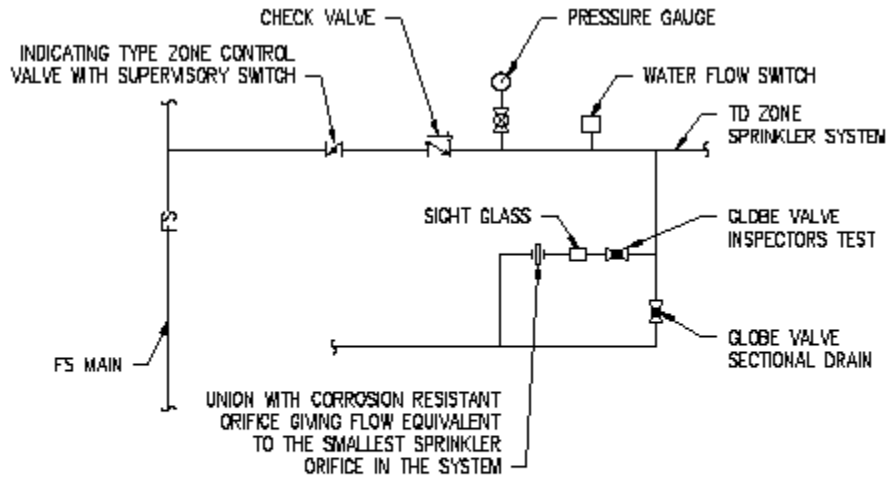 CHECK VALVE
PRESSURE GAUGE
INDICATING TYPE ZONE CONTROL
VALVE WITH SUPERVISORY SWITCH
WATER FLOW SWITCH
TO ZONE
SPRINKLER SYSTEM
FS
SIGHT GLASS
GLOBE VALVE
INSPECTORS TEST
FS MAIN
GLOBE VALVE
SECTIONAL DRAIN
UNION WITH CORROSION RESISTANT
ORIFICE GIVING FLOW EQUIVALENT
TO THE SMALLEST SPRINKLER
ORIFICE IN THE SYSTEM